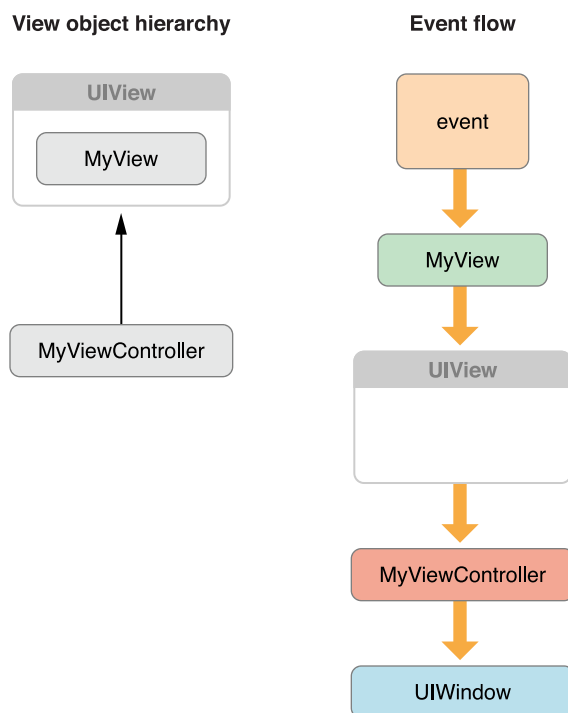 View object hierarchy
UIView
MyView
MyViewController
Event flow
event
MyView
UIView
MyViewController
UIWindow